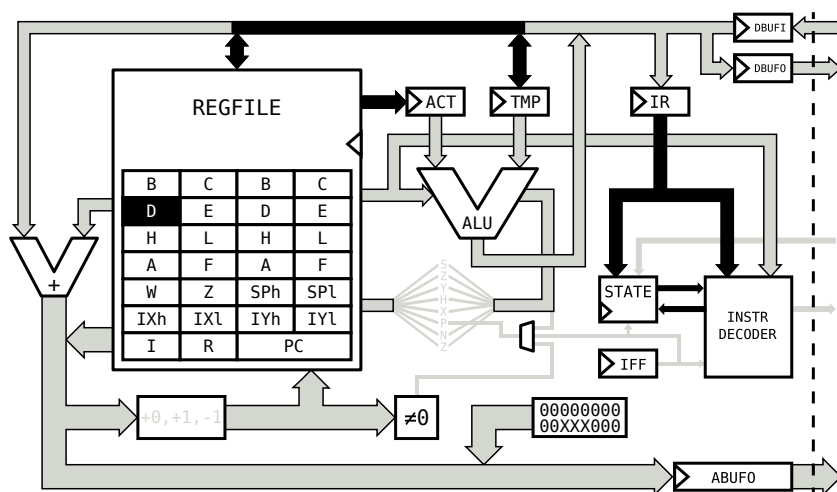 DBUFI
DBUFO
REGFILE
ACT
TMP
IR
B C B C
D E D E
H L H L
A F A F
W Z SPh SPl
IXh IXl IYh IYl
I R PC
ALU
+
S
Z
Y
H
X
P
N
Z
STATE
INSTR
DECODER
IFF
+0,+1,-1
≠0
00000000
00XXX000
ABUFO